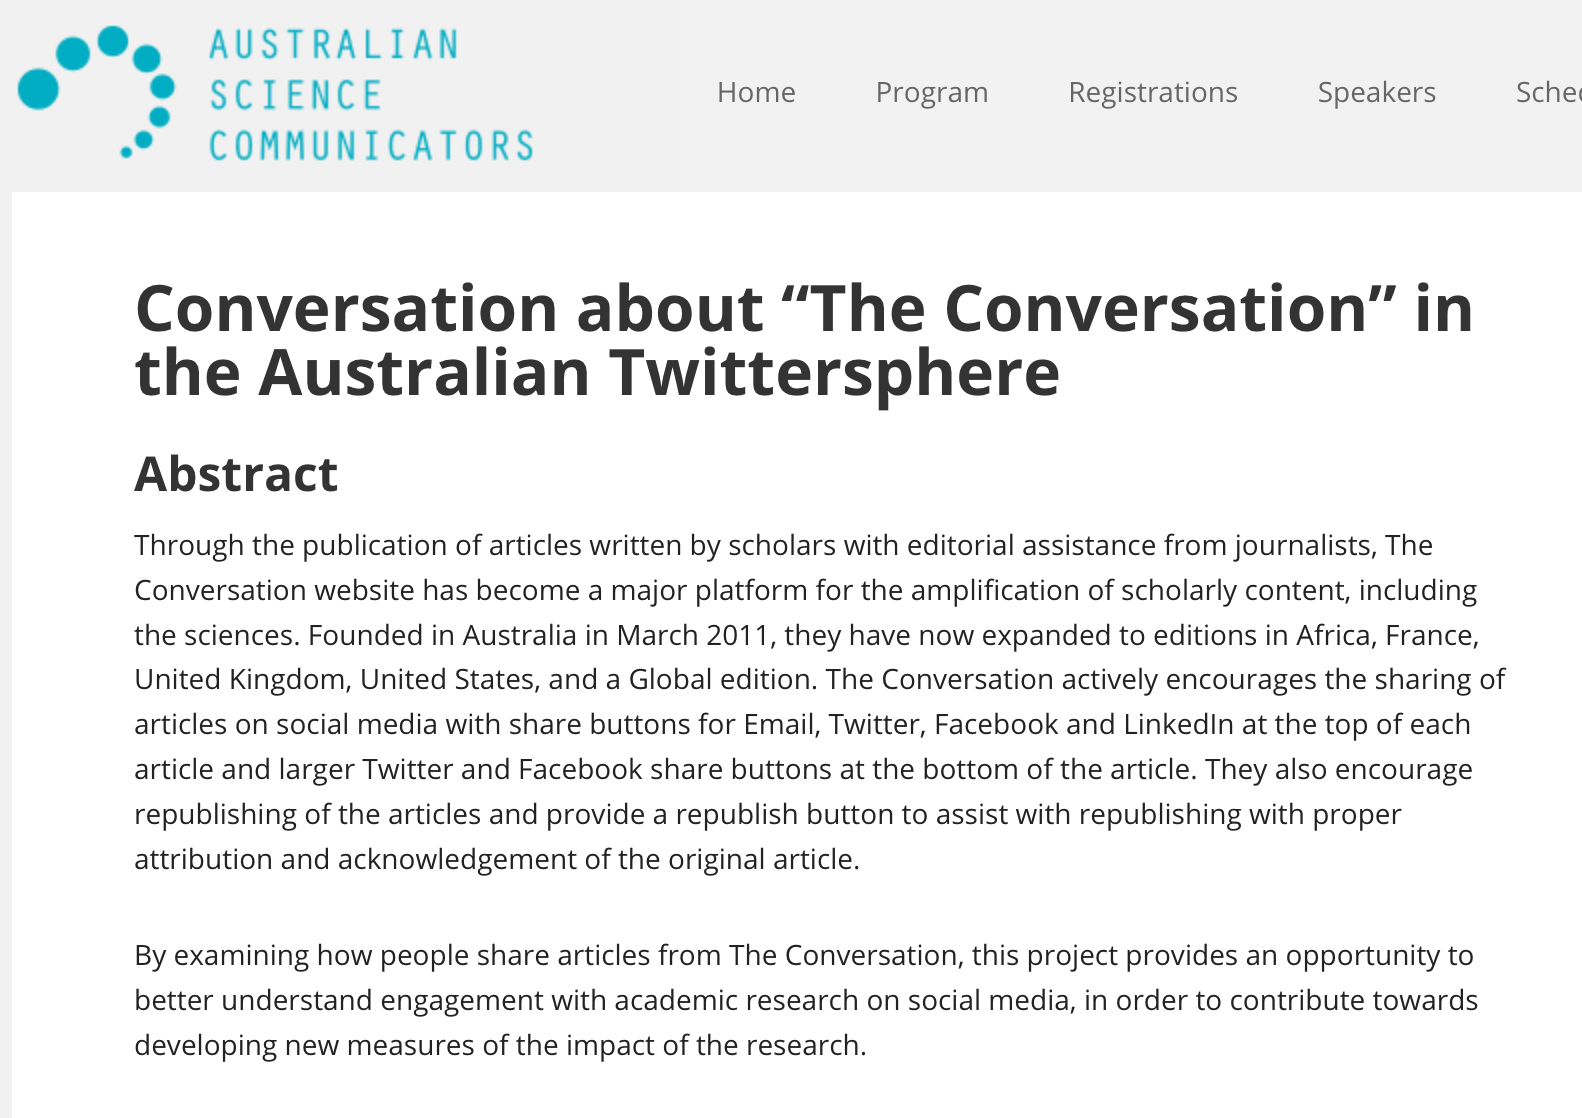 AUSTRALIAN
SCIENCE
COMMUNICATORS
Home Program Registrations Speakers
Conversation about “The Conversation” in
the Australian Twittersphere
Abstract
Through the publication of articles written by scholars with editorial assistance from journalists, The
Conversation website has become a major platform for the amplification of scholarly content, including
the sciences. Founded in Australia in March 2011, they have now expanded to editions in Africa, France,
United Kingdom, United States, and a Global edition. The Conversation actively encourages the sharing of
articles on social media with share buttons for Email, Twitter, Facebook and LinkedIn at the top of each
article and larger Twitter and Facebook share buttons at the bottom of the article. They also encourage
republishing of the articles and provide a republish button to assist with republishing with proper
attribution and acknowledgement of the original article.
By examining how people share articles from The Conversation, this project provides an opportunity to
better understand engagement with academic research on social media, in order to contribute towards
developing new measures of the impact of the research.